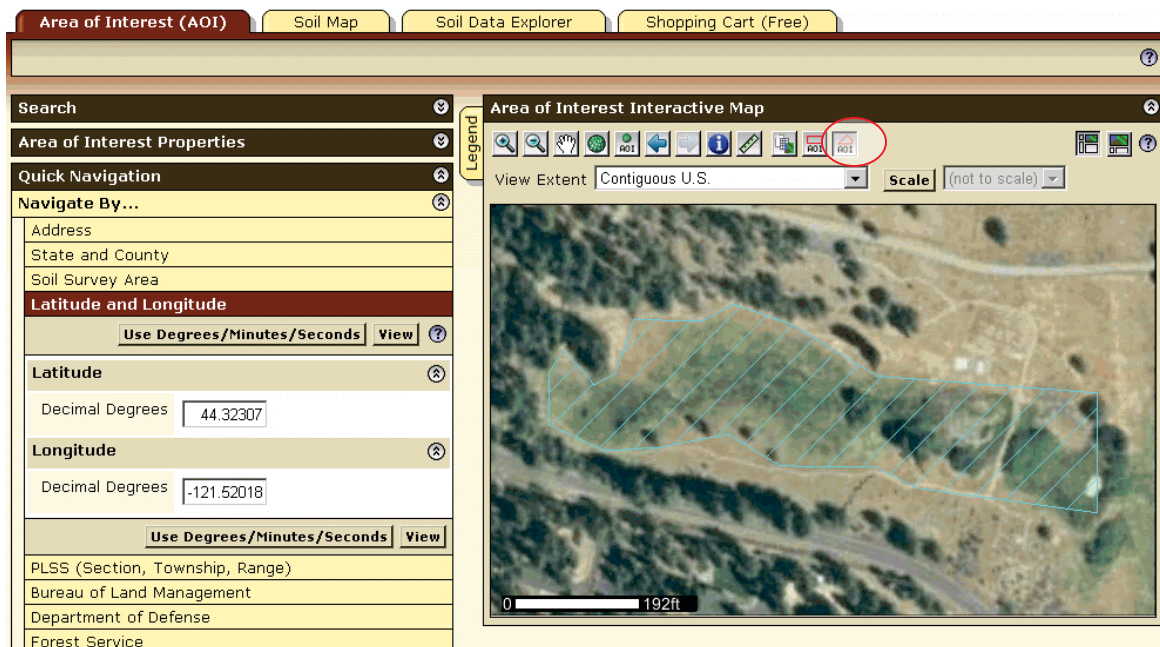 Area of Interest (AOI)
Soil Map
Soil Data Explorer
Shopping Cart (Free)
Search
Area of Interest Properties
Quick Navigation
Navigate By...
Address
State and County
Soil Survey Area
Latitude and Longitude
Use Degrees/Minutes/Seconds View
Latitude
Decimal Degrees 44.32307
Longitude
Decimal Degrees -121.52018
Use Degrees/Minutes/Seconds View
PLSS (Section, Township, Range)
Bureau of Land Management
Department of Defense
Forest Service
Legend
Area of Interest Interactive Map
AOI AOI AOI
View Extent Contiguous U.S. Scale (not to scale)
0 192ft